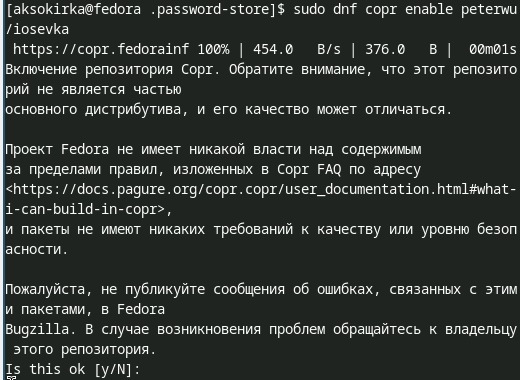 [aksokirka@fedora .password-store]$ sudo dnf copr enable peterwu
/iosevka
https://copr.fedorainf 100% | 454.0   B/s | 376.0   B |  00m01s
Включение репозитория Copr. Обратите внимание, что этот репозито
рий не является частью
основного дистрибутива, и его качество может отличаться.

Проект Fedora не имеет никакой власти над содержимым
за пределами правил, изложенных в Copr FAQ по адресу
<https://docs.pagure.org/copr.copr/user_documentation.html#what-
i-can-build-in-copr>,
и пакеты не имеют никаких требований к качеству или уровню безоп
асности.

Пожалуйста, не публикуйте сообщения об ошибках, связанных с этим
и пакетами, в Fedora
Bugzilla. В случае возникновения проблем обращайтесь к владельцу
этого репозитория.
Is this ok [y/N]: